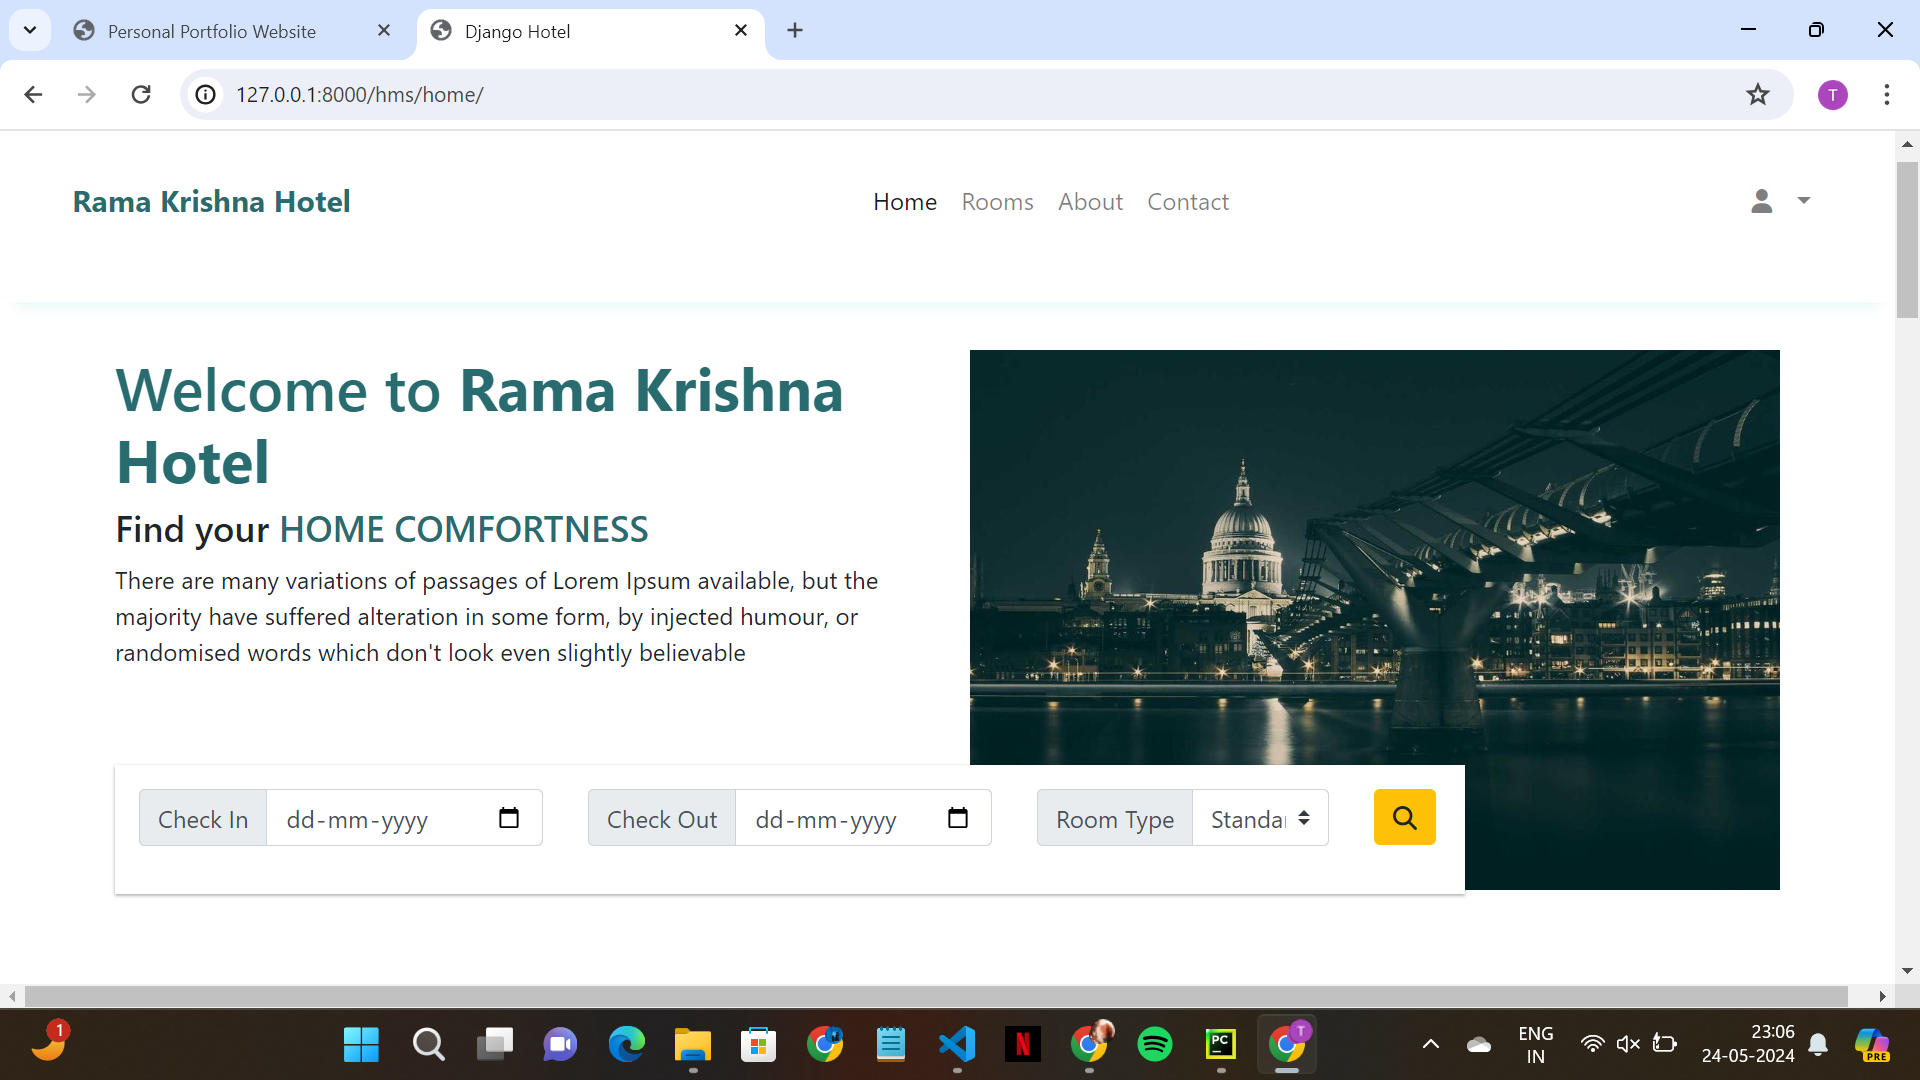 Personal Portfolio Website
Django Hotel
127.0.0.1:8000/hms/home/
T
Rama Krishna Hotel
Home Rooms About Contact
Welcome to Rama Krishna
Hotel
Find your HOME COMFORTNESS
There are many variations of passages of Lorem Ipsum available, but the
majority have suffered alteration in some form, by injected humour, or
randomised words which don't look even slightly believable
Check In dd-mm-yyyy Check Out dd-mm-yyyy Room Type Standar
1
N
PC
T
ENG
IN
23:06
24-05-2024
PRE